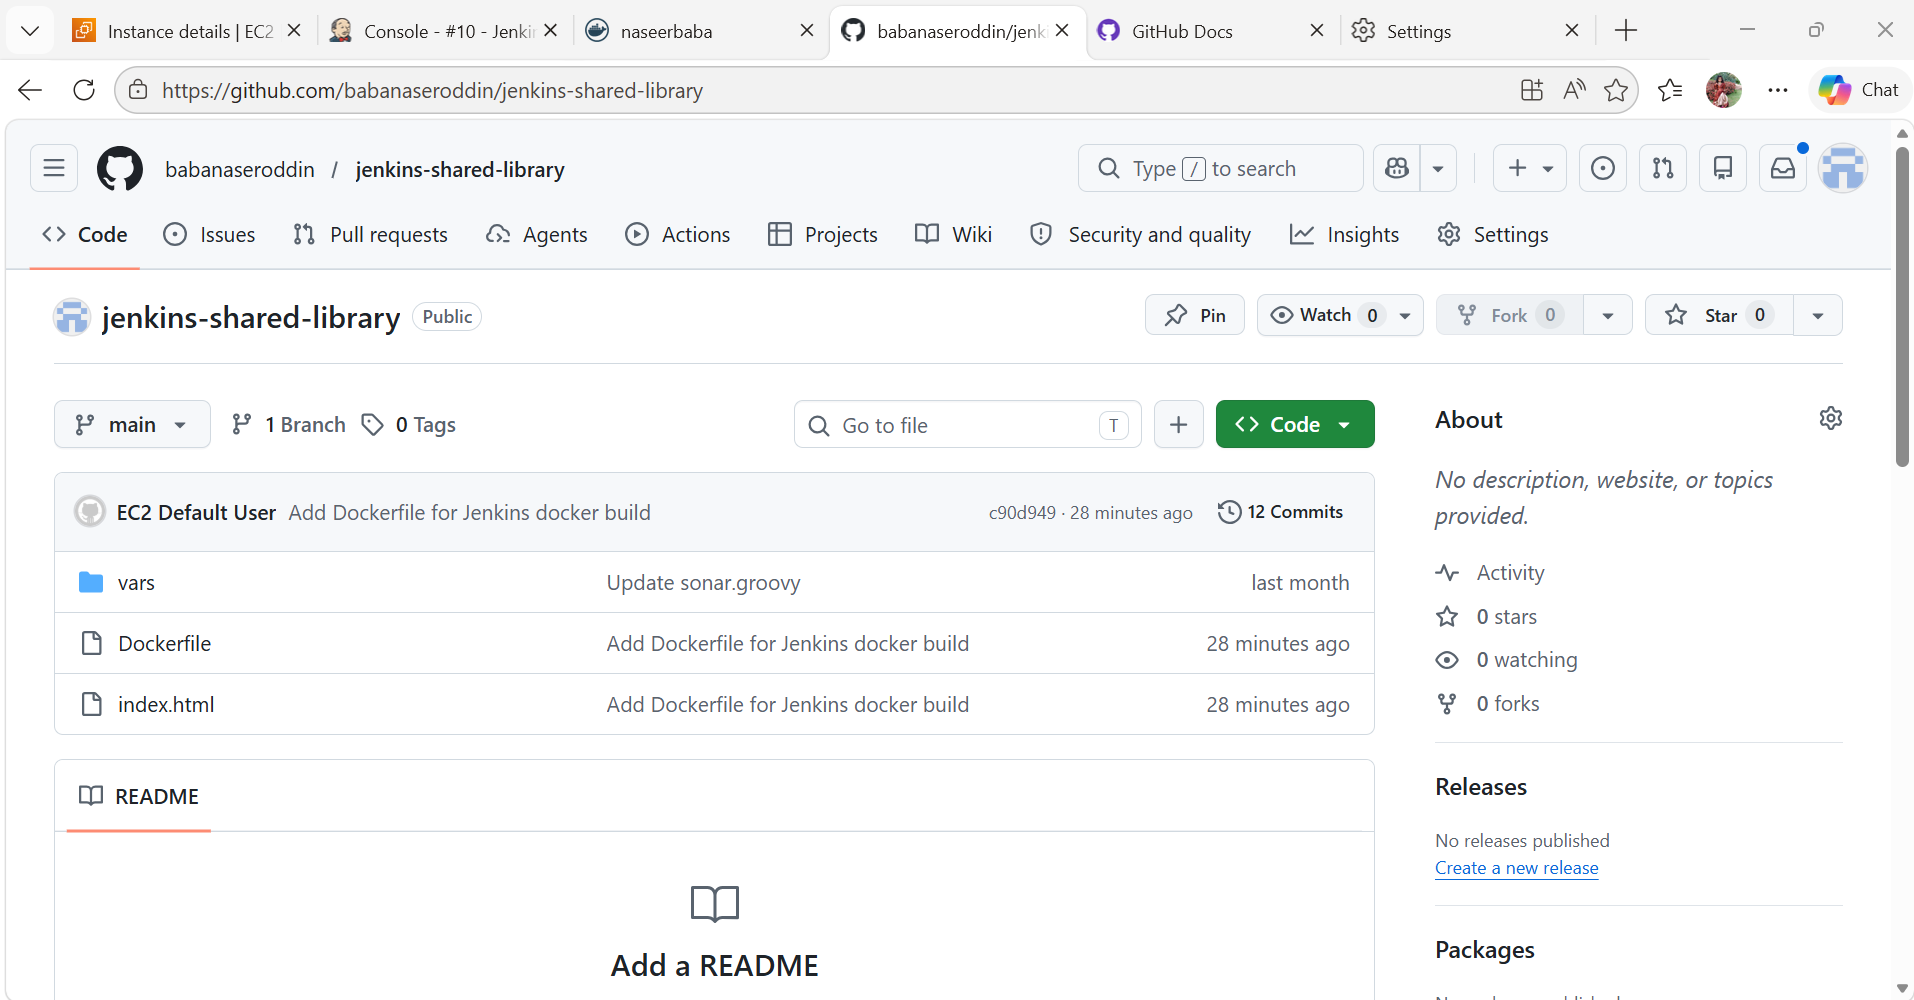 Instance details | EC2
Console - #10 - Jenkin
naseerbaba
babanaseroddin/jenki
GitHub Docs
Settings
https://github.com/babanaseroddin/jenkins-shared-library
Chat
babanaseroddin / jenkins-shared-library
Type / to search
Code
Issues
Pull requests
Agents
Actions
Projects
Wiki
Security and quality
Insights
Settings
jenkins-shared-library
Public
Pin
Watch 0
Fork 0
Star 0
main
1 Branch
0 Tags
Go to file
T
Code
EC2 Default User Add Dockerfile for Jenkins docker build
c90d949 · 28 minutes ago
12 Commits
vars
Update sonar.groovy
last month
Dockerfile
Add Dockerfile for Jenkins docker build
28 minutes ago
index.html
Add Dockerfile for Jenkins docker build
28 minutes ago
README
Add a README
About
No description, website, or topics
provided.
Activity
0 stars
0 watching
0 forks
Releases
No releases published
Create a new release
Packages